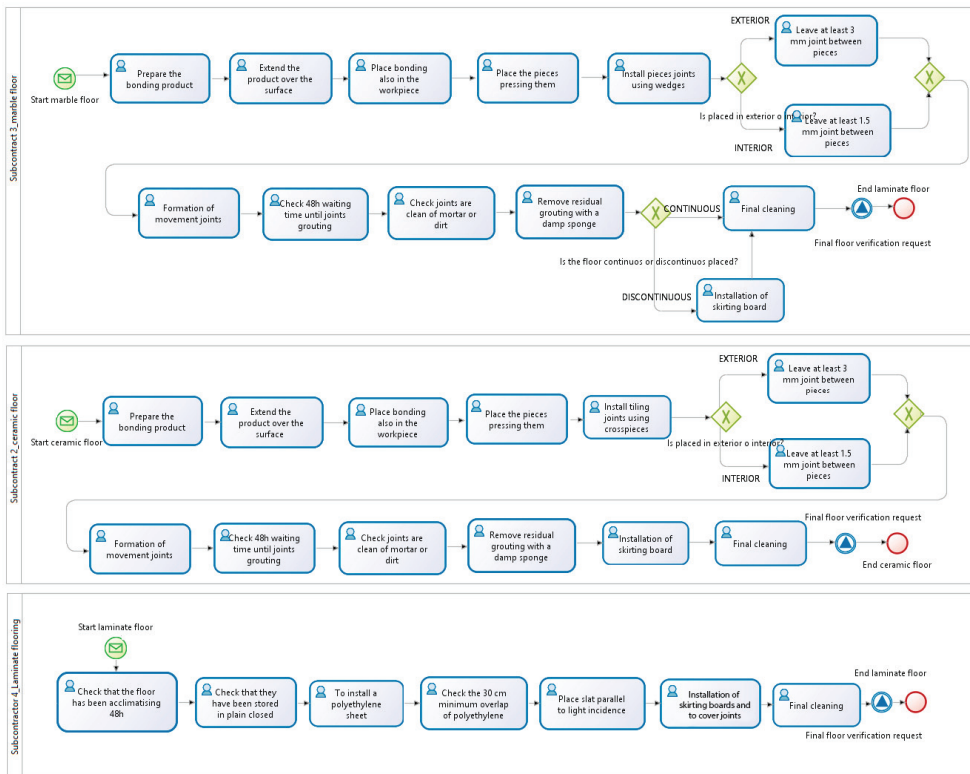 Subcontract 3_marble floor
Start marble floor
Prepare the
bonding product
Extend the
product over the
surface
Place bonding
also in the
workpiece
Place the pieces
pressing them
Install pieces joints
using wedges
EXTERIOR
Leave at least 3
mm joint between
pieces
Is placed in exterior o interior?
Leave at least 1.5
mm joint between
pieces
INTERIOR
Formation of
movement joints
Check 48h waiting
time until joints
grouting
Check joints are
clean of mortar or
dirt
Remove residual
grouting with a
damp sponge
CONTINUOUS
Final cleaning
End laminate floor
Final floor verification request
Is the floor continuos or discontinuos placed?
DISCONTINUOUS
Installation of
skirting board
Subcontract 2_ceramic floor
Start ceramic floor
Prepare the
bonding product
Extend the
product over the
surface
Place bonding
also in the
workpiece
Place the pieces
pressing them
Install tiling
joints using
crosspieces
EXTERIOR
Leave at least 3
mm joint between
pieces
Is placed in exterior o interior?
Leave at least 1.5
mm joint between
pieces
INTERIOR
Formation of
movement joints
Check 48h waiting
time until joints
grouting
Check joints are
clean of mortar or
dirt
Remove residual
grouting with a
damp sponge
Installation of
skirting board
Final cleaning
Final floor verification request
End ceramic floor
Subcontractor 4_Laminate flooring
Start laminate floor
Check that the floor
has been acclimatising
48h
Check that they
have been stored
in plain closed
To install a
polyethylene
sheet
Check the 30 cm
minimum overlap
of polyethylene
Place slat parallel
to light incidence
Installation of
skirting boards and
to cover joints
Final cleaning
End laminate floor
Final floor verification request